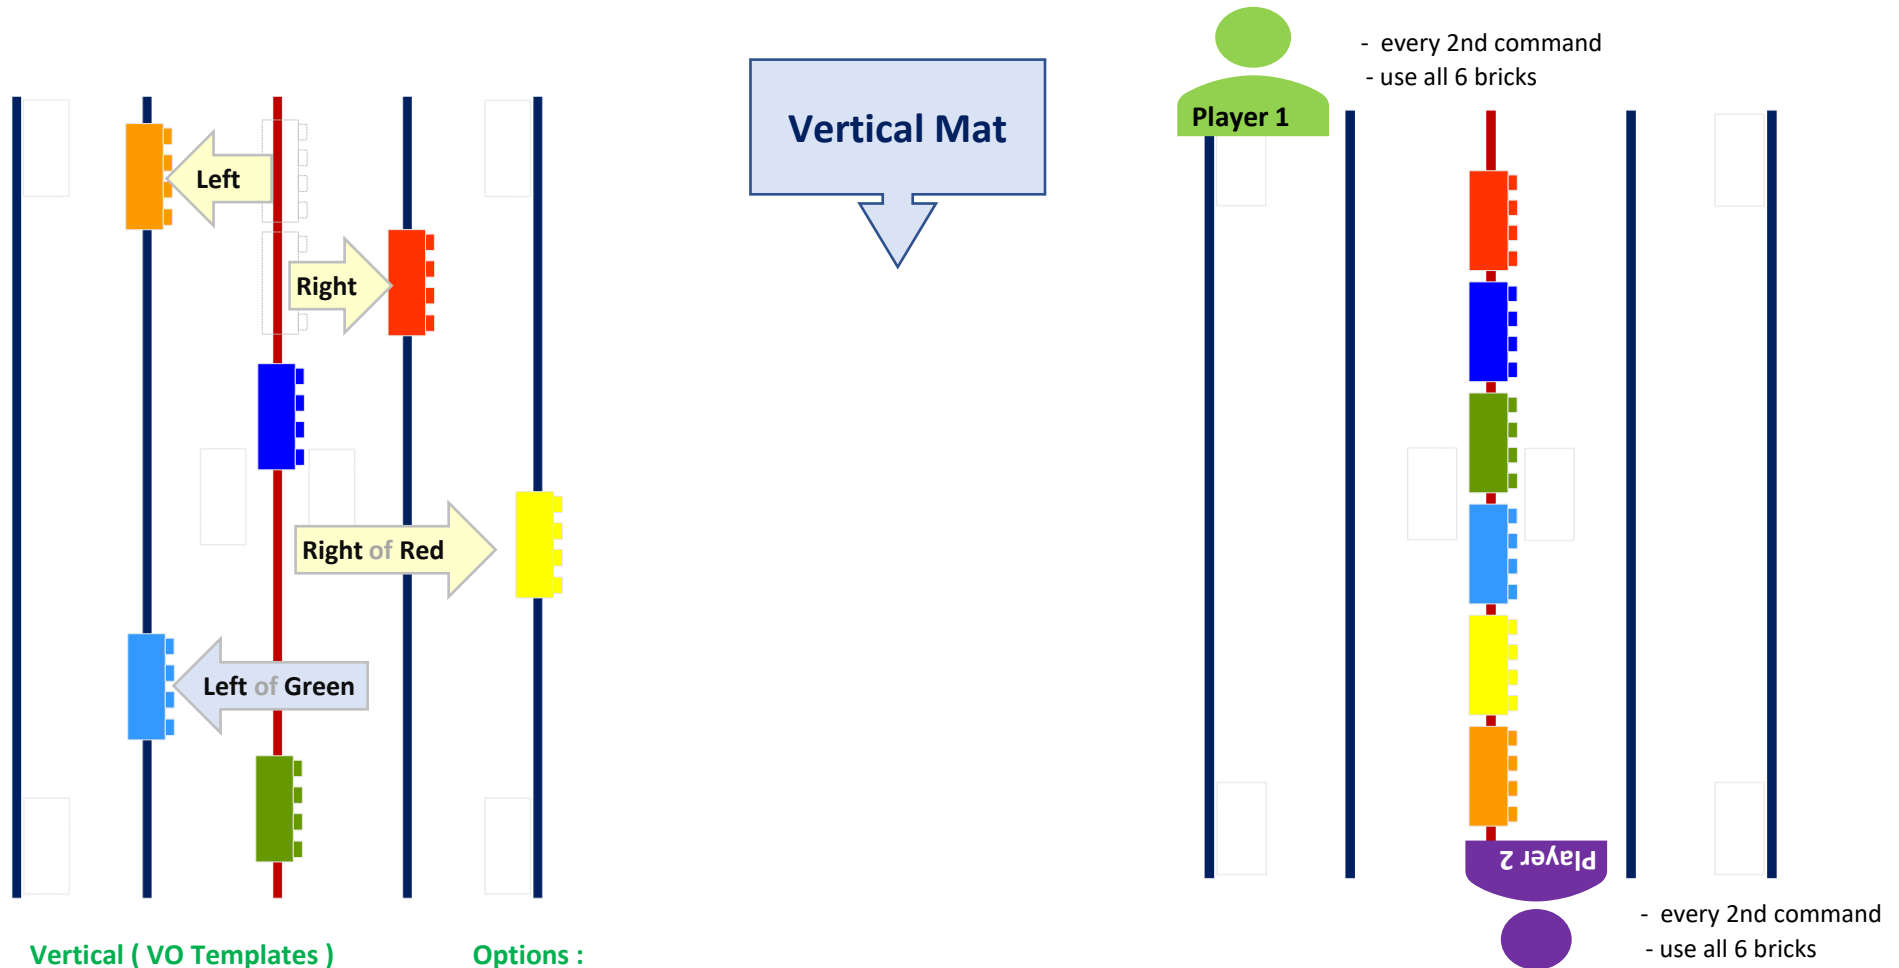 - every 2nd command
- use all 6 bricks
Player 1
Vertical Mat
Left
Right
Right of Red
Left of Green
Player 2
- every 2nd command
- use all 6 bricks
Vertical ( VO Templates )
Options :